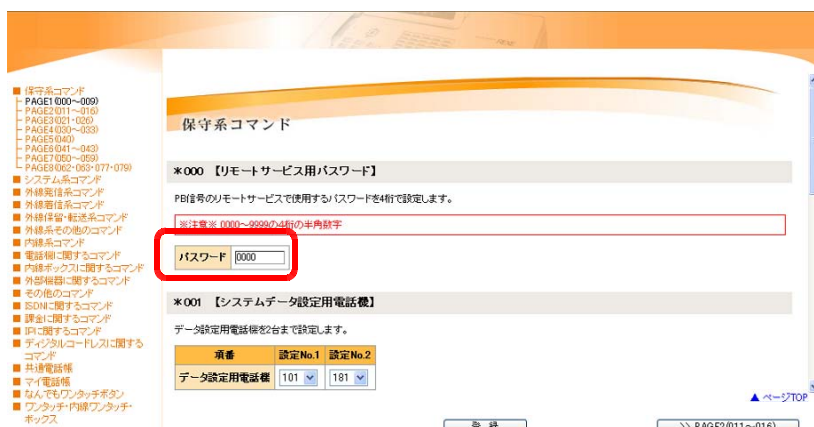 ■ 保守系コマンド
PAGE1(000～009)
PAGE2(011～016)
PAGE3(021・026)
PAGE4(030～033)
PAGE5(040)
PAGE6(041～043)
PAGE7(050～059)
PAGE8(062・063・077・079)
■ システム系コマンド
■ 外線発信系コマンド
■ 外線着信系コマンド
■ 外線保留・転送系コマンド
■ 外線系その他のコマンド
■ 内線系コマンド
■ 電話帳に関するコマンド
■ 内線ボックスに関するコマンド
■ 外部機器に関するコマンド
■ その他のコマンド
■ ISDNに関するコマンド
■ 課金に関するコマンド
■ IPに関するコマンド
■ ディジタルコードレスに関する
コマンド
■ 共通電話帳
■ マイ電話帳
■ なんでもワンタッチボタン
■ ワンタッチ・内線ワンタッチ・
ボックス
保守系コマンド
＊000 【リモートサービス用パスワード】
PB信号のリモートサービスで使用するパスワードを4桁で設定します。
※注意※ 0000～9999の4桁の半角数字
パスワード 0000
＊001 【システムデータ設定用電話機】
データ設定用電話機を2台まで設定します。
項番 設定No.1 設定No.2
データ設定用電話機 101 181
▲ ページTOP
登 録
>> PAGE2(011～016)